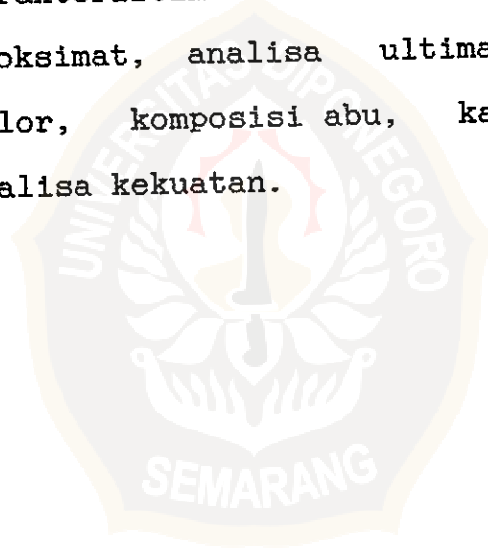 oksimat, analisa ultima
lor, komposisi abu, ka
alisa kekuatan.
UNIVERSITAS DIPONEGORO
SEMARANG